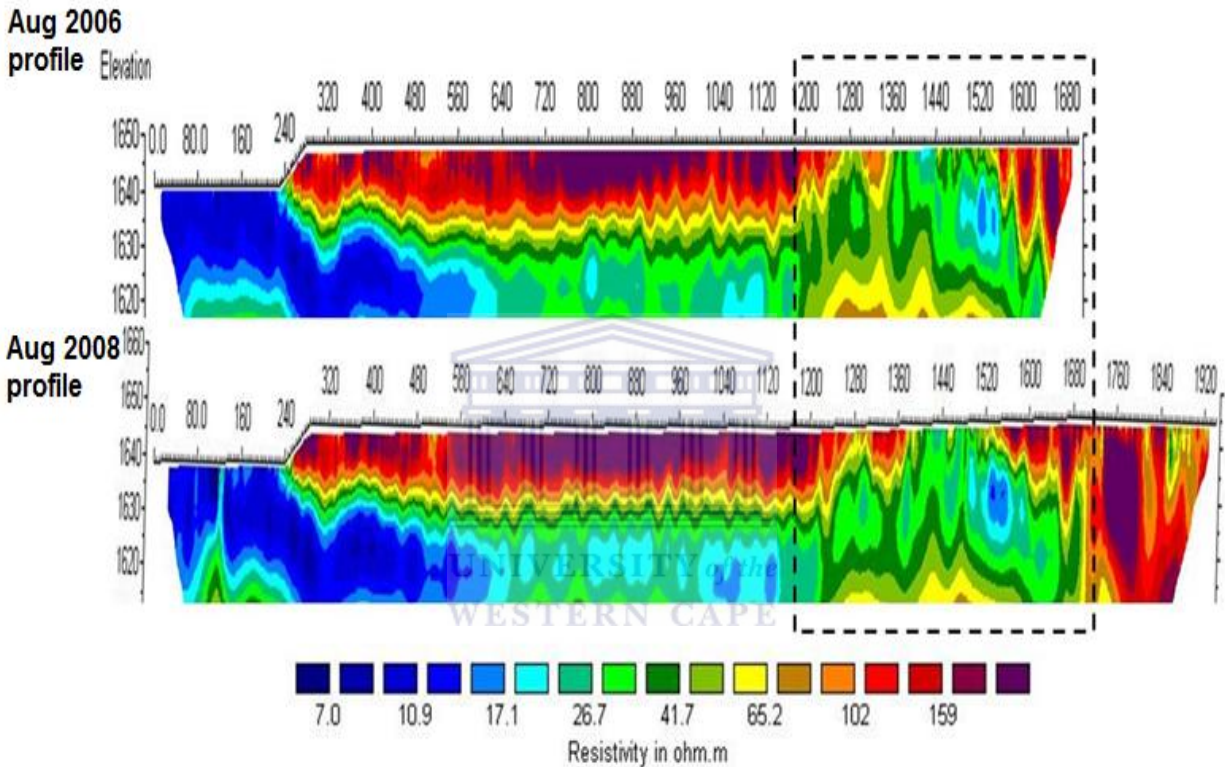 Aug 2006
profile
Elevation
320 400 480 560 640 720 800 880 960 1040 1120 1200 1280 1360 1440 1520 1600 1680
0.0 80.0 160 240
1650
1640
1630
1620
Aug 2008
profile
1660
1650
320 400 480 560 640 720 800 880 960 1040 1120 1200 1280 1360 1440 1520 1600 1680 1760 1840 1920
0.0 80.0 160 240
1640
1630
1620
UNIVERSITY of the
WESTERN CAPE
7.0 10.9 17.1 26.7 41.7 65.2 102 159
Resistivity in ohm.m